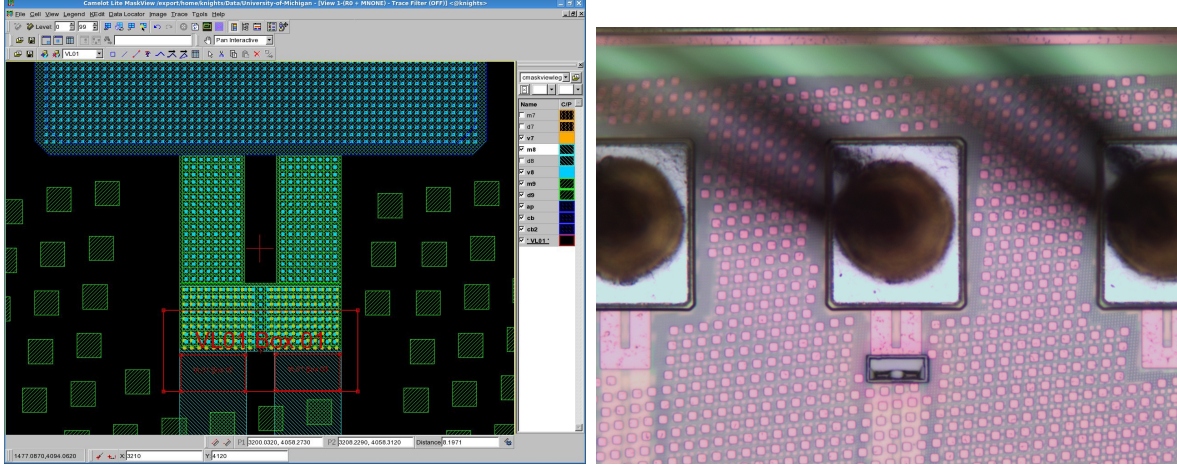 Camelot Lite MaskView /export/home/knights/Data/University-of-Michigan - [View 1-(R0 + MNONE) - Trace Filter (OFF)] <@knights>
File Edit Cell View Legend KEdit Data Locator Image Trace Tools Help
Level: 0 99
Pan Interactive
VL01
cmaskviewleg
Name C/P
m7
d7
v7
m8
d8
v8
m9
d9
ap
cb
cb2
'VL01'
P1 3200.0320, 4058.2730 P2 3208.2290, 4058.3120 Distance 8.1971
1477.0870,4094.0620 X: 3210 Y: 4120